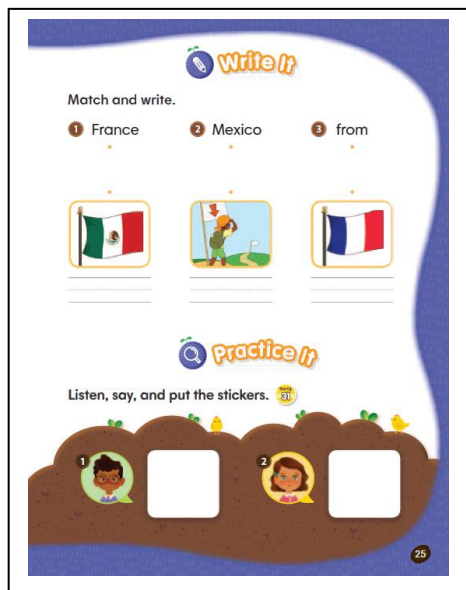 Write It
Match and write.
1 France 2 Mexico 3 from
Practice It
Listen, say, and put the stickers. Track 31
1 2
25